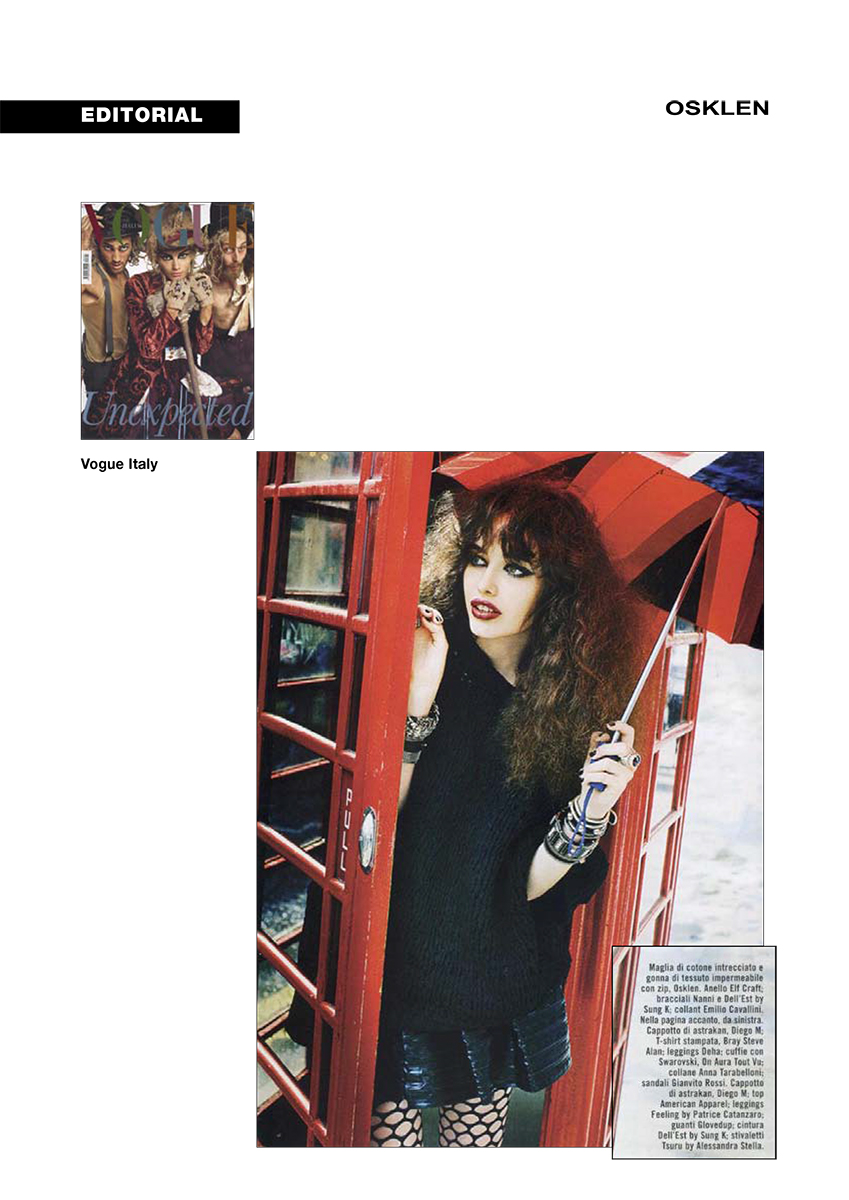 EDITORIAL
OSKLEN
VOGUE
Unexpected
Vogue Italy
PULL
Maglia di cotone intrecciato e
gonna di tessuto impermeabile
con zip, Osklen. Anello Elf Craft;
bracciali Nanni e Dell'Est by
Sung K; collant Emilio Cavallini.
Nella pagina accanto, da sinistra.
Cappotto di astrakan, Diego M;
T-shirt stampata, Bray Steve
Alan; leggings Deha; cuffie con
Swarovski, On Aura Tout Vu;
collane Anna Tarabelloni;
sandali Gianvito Rossi. Cappotto
di astrakan, Diego M; top
American Apparel; leggings
Feeling by Patrice Catanzaro;
guanti Glovedup; cintura
Dell'Est by Sung K; stivaletti
Tsuru by Alessandra Stella.